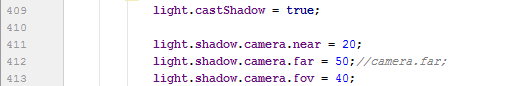 409 light.castShadow = true;
410
411 light.shadow.camera.near = 20;
412 light.shadow.camera.far = 50;//camera.far;
413 light.shadow.camera.fov = 40;